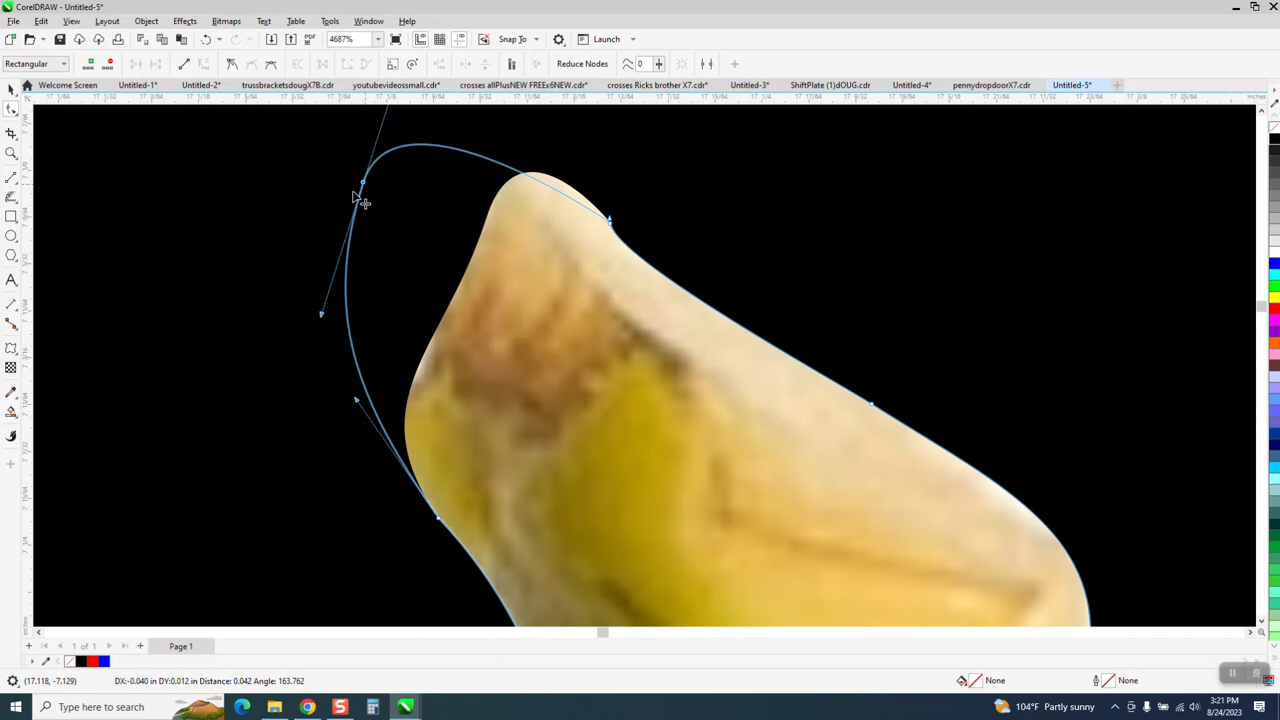 CorelDRAW - Untitled-5*
File Edit View Layout Object Effects Bitmaps Text Table Tools Window Help
PDF 4687% Snap To Launch
Rectangular Reduce Nodes 0
Welcome Screen Untitled-1* Untitled-2* trussbracketsdougX7B.cdr youtubevideossmall.cdr* crosses allPlusNEW FREEx6NEW.cdr* crosses Ricks brother X7.cdr* Untitled-3* ShiftPlate (1)dOUG.cdr Untitled-4* pennydropdoorX7.cdr Untitled-5*
inches
1 of 1 Page 1
(17.118, -7.129) DX:-0.040 in DY:0.012 in Distance: 0.042 Angle: 163.762 None None
Type here to search 104°F Partly sunny 3:21 PM
8/24/2023